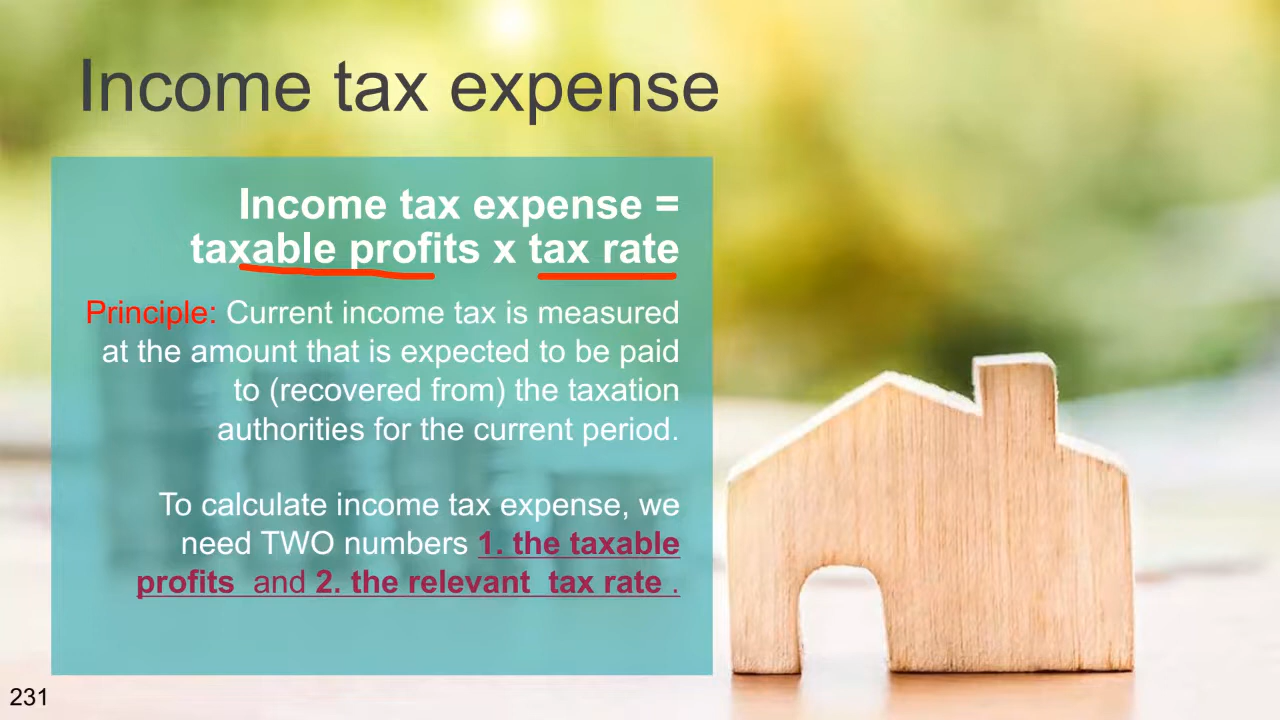 Income tax expense
Income tax expense =
taxable profits x tax rate
Principle: Current income tax is measured
at the amount that is expected to be paid
to (recovered from) the taxation
authorities for the current period.
To calculate income tax expense, we
need TWO numbers 1. the taxable
profits and 2. the relevant tax rate .
231